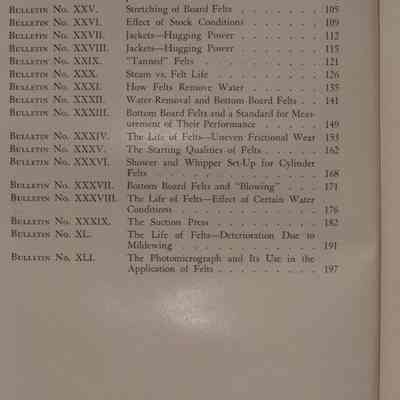 BULLETIN NO. XXV. Stretching of Board Felts . . . . . . . . 105
BULLETIN NO. XXVI. Effect of Stock Conditions . . . . . . . 109
BULLETIN NO. XXVII. Jackets—Hugging Power . . . . . . . . 112
BULLETIN NO. XXVIII. Jackets—Hugging Power . . . . . . . . 115
BULLETIN NO. XXIX. "Tanned" Felts . . . . . . . . . . 121
BULLETIN NO. XXX. Steam vs. Felt Life . . . . . . . . . 126
BULLETIN NO. XXXI. How Felts Remove Water . . . . . . . 135
BULLETIN NO. XXXII. Water Removal and Bottom Board Felts . . 141
BULLETIN NO. XXXIII. Bottom Board Felts and a Standard for Meas-
urement of Their Performance . . . . . 149
BULLETIN NO. XXXIV. The Life of Felts—Uneven Frictional Wear 153
BULLETIN NO. XXXV. The Starting Qualities of Felts . . . . . 162
BULLETIN NO. XXXVI. Shower and Whipper Set-Up for Cylinder
Felts . . . . . . . . . . . . . 168
BULLETIN NO. XXXVII. Bottom Board Felts and "Blowing" . . . 171
BULLETIN NO. XXXVIII. The Life of Felts—Effect of Certain Water
Conditions . . . . . . . . . . . 176
BULLETIN NO. XXXIX. The Suction Press . . . . . . . . . 182
BULLETIN NO. XL. The Life of Felts—Deterioration Due to
Mildewing . . . . . . . . . . . 191
BULLETIN NO. XLI. The Photomicrograph and Its Use in the
Application of Felts . . . . . . . . . 197